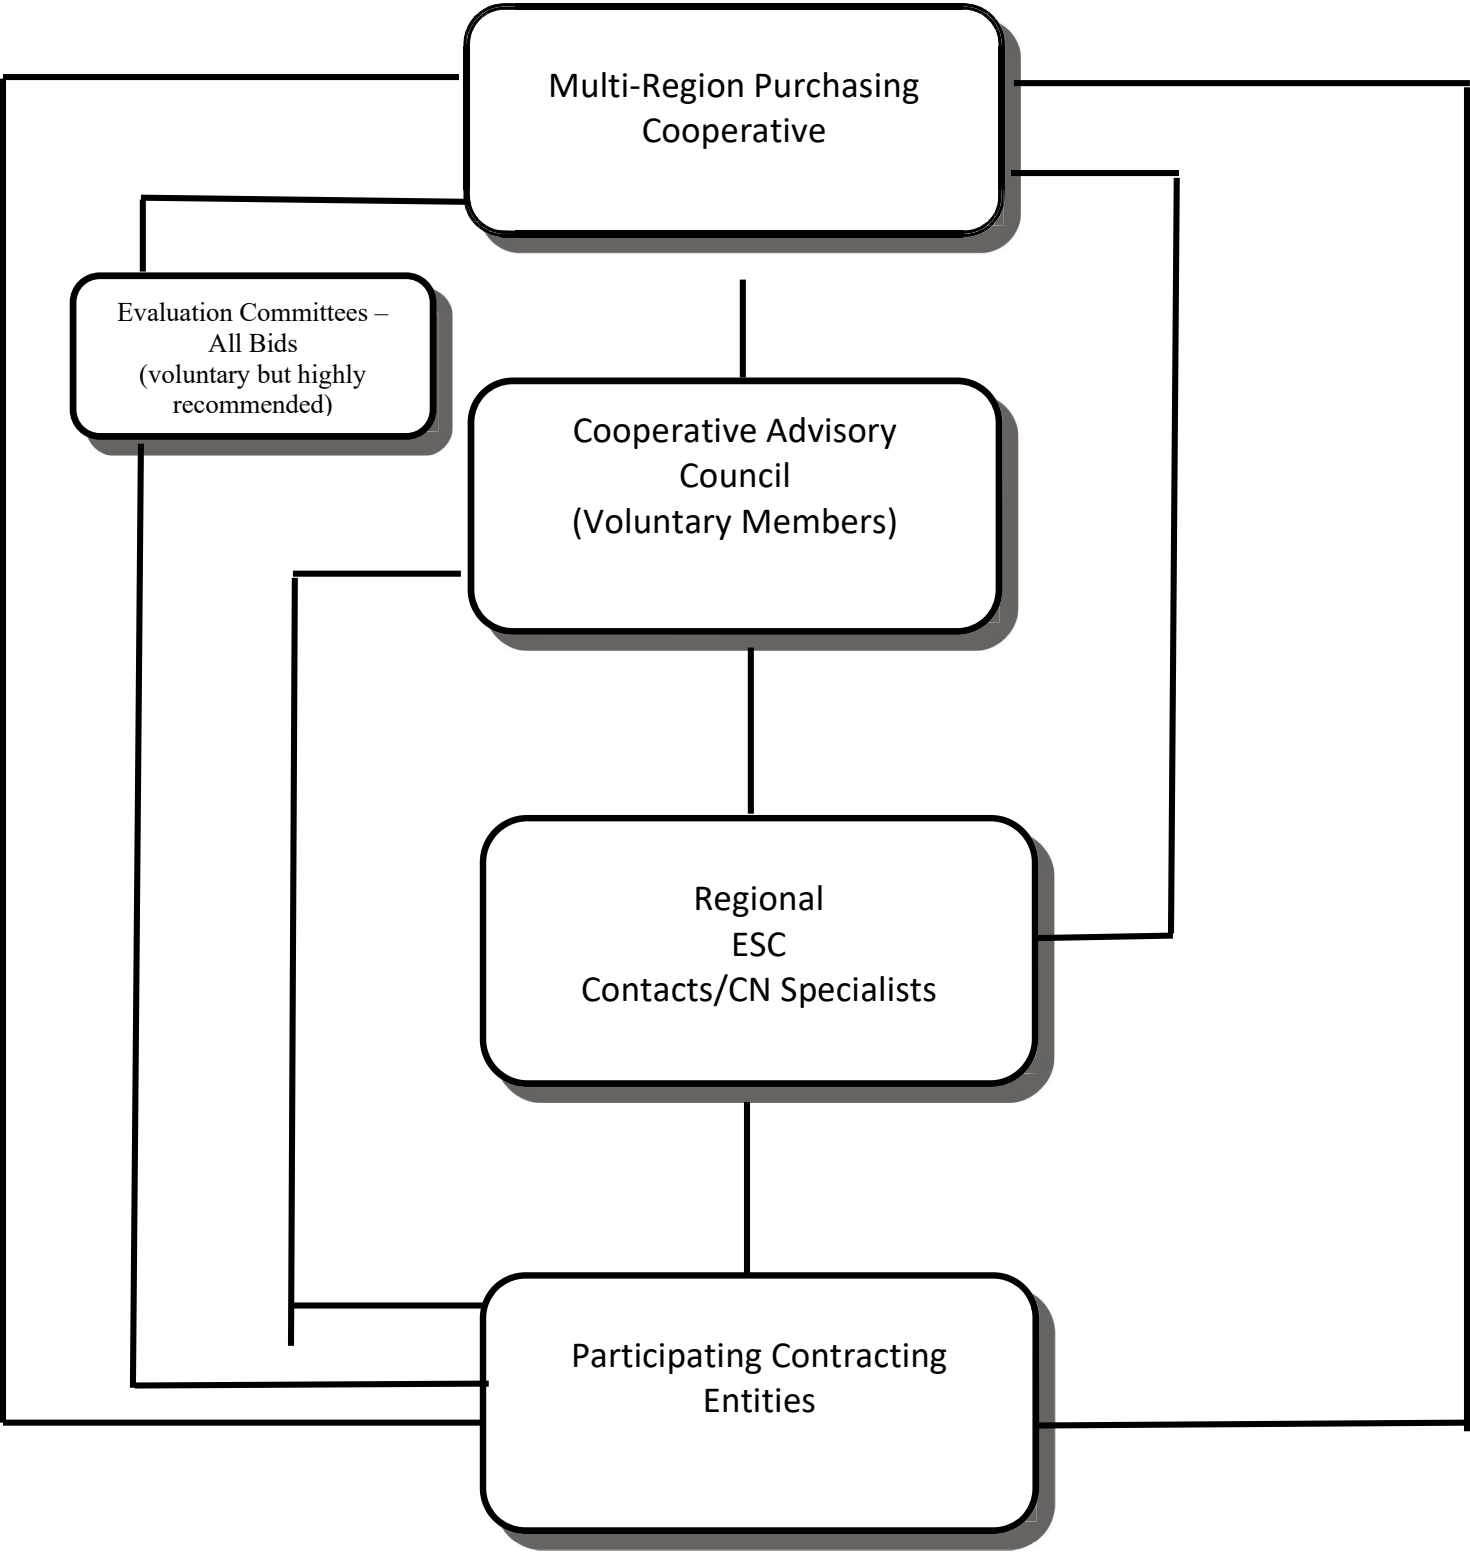 Multi-Region Purchasing
Cooperative
Evaluation Committees –
All Bids
(voluntary but highly
recommended)
Cooperative Advisory
Council
(Voluntary Members)
Regional
ESC
Contacts/CN Specialists
Participating Contracting
Entities